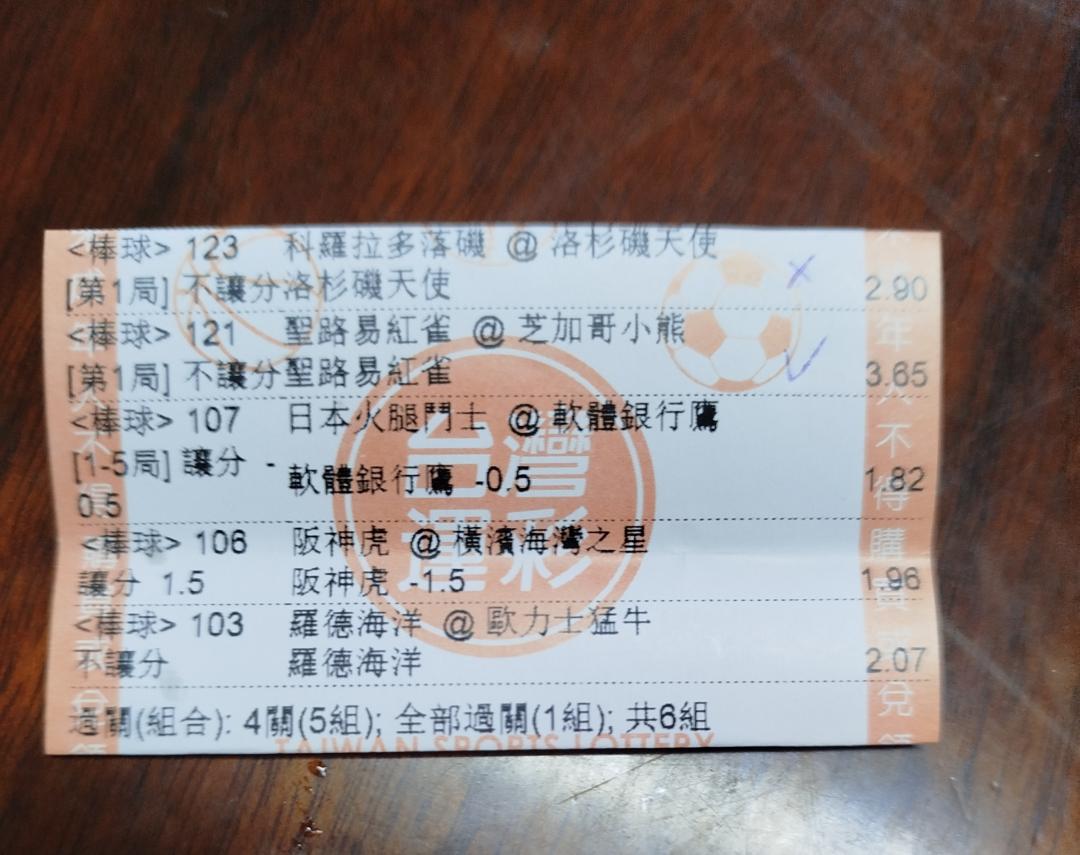 <棒球> 123 科羅拉多落磯 @ 洛杉磯天使
[第1局] 不讓分洛杉磯天使 2.90
<棒球> 121 聖路易紅雀 @ 芝加哥小熊
[第1局] 不讓分聖路易紅雀 3.65
<棒球> 107 日本火腿鬥士 @ 軟體銀行鷹
[1-5局] 讓分 - 軟體銀行鷹 -0.5 1.82
0.5
<棒球> 106 阪神虎 @ 橫濱海灣之星
讓分 1.5 阪神虎 -1.5 1.96
<棒球> 103 羅德海洋 @ 歐力士猛牛
不讓分 羅德海洋 2.07
過關(組合): 4關(5組); 全部過關(1組); 共6組
台灣
運彩
TAIWAN SPORTS LOTTERY